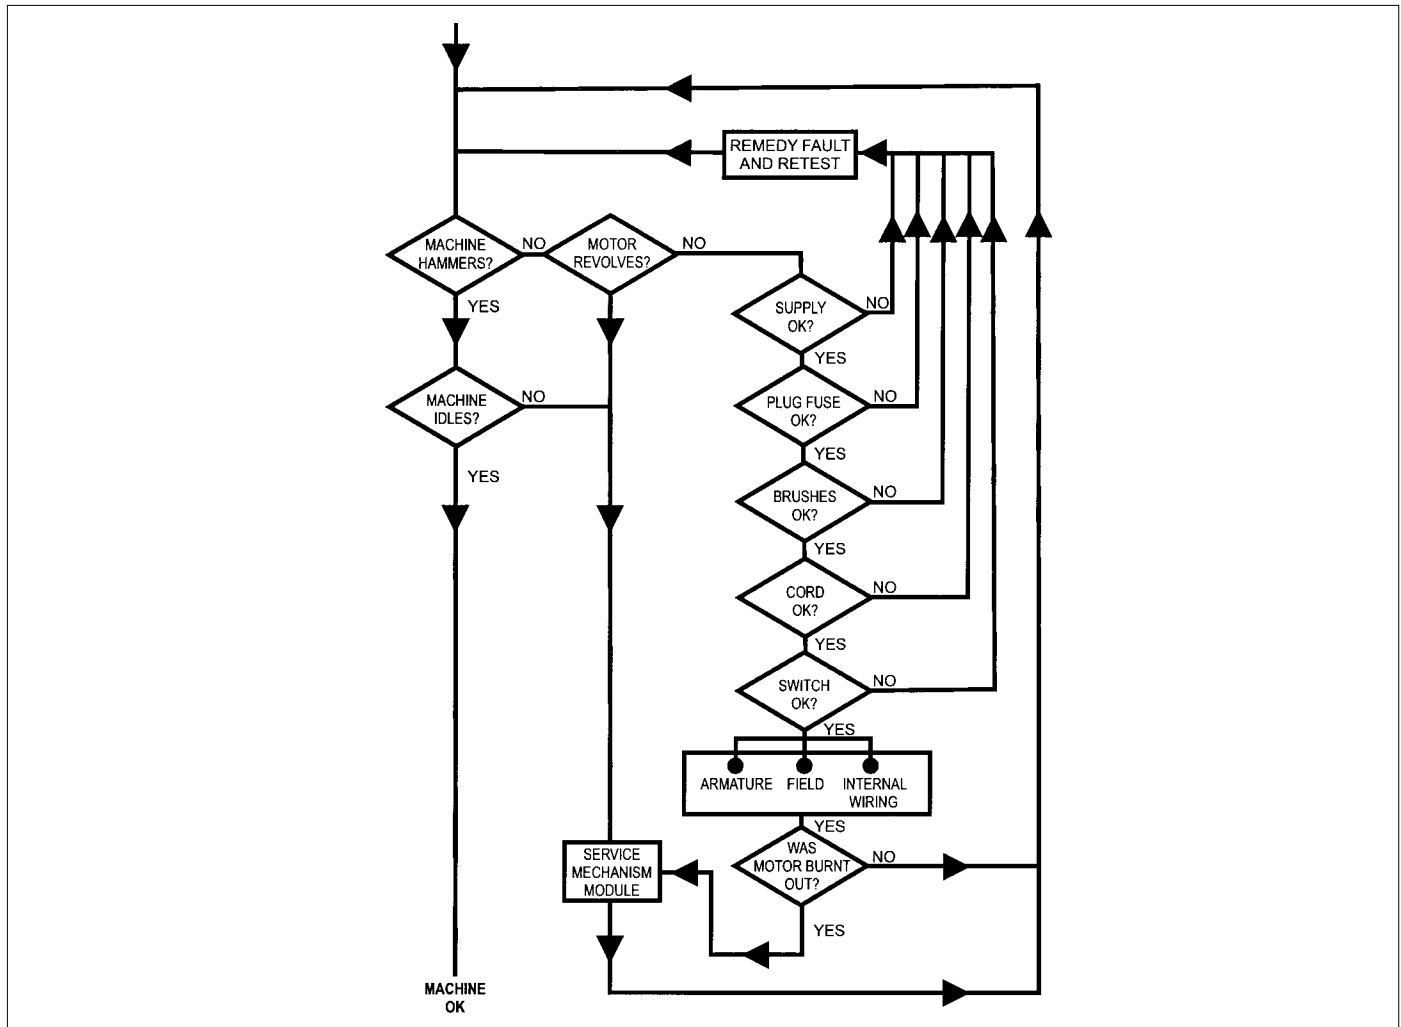 REMEDY FAULT
AND RETEST
MACHINE
HAMMERS?
NO
MOTOR
REVOLVES?
NO
YES
SUPPLY
OK?
NO
YES
MACHINE
IDLES?
NO
YES
PLUG FUSE
OK?
NO
YES
BRUSHES
OK?
NO
YES
CORD
OK?
NO
YES
SWITCH
OK?
NO
YES
ARMATURE
FIELD
INTERNAL
WIRING
YES
WAS
MOTOR BURNT
OUT?
NO
YES
SERVICE
MECHANISM
MODULE
MACHINE
OK